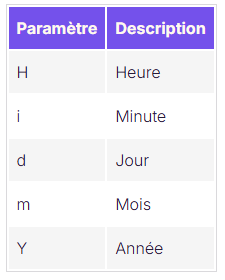 Paramètre Description
H Heure
i Minute
d Jour
m Mois
Y Année